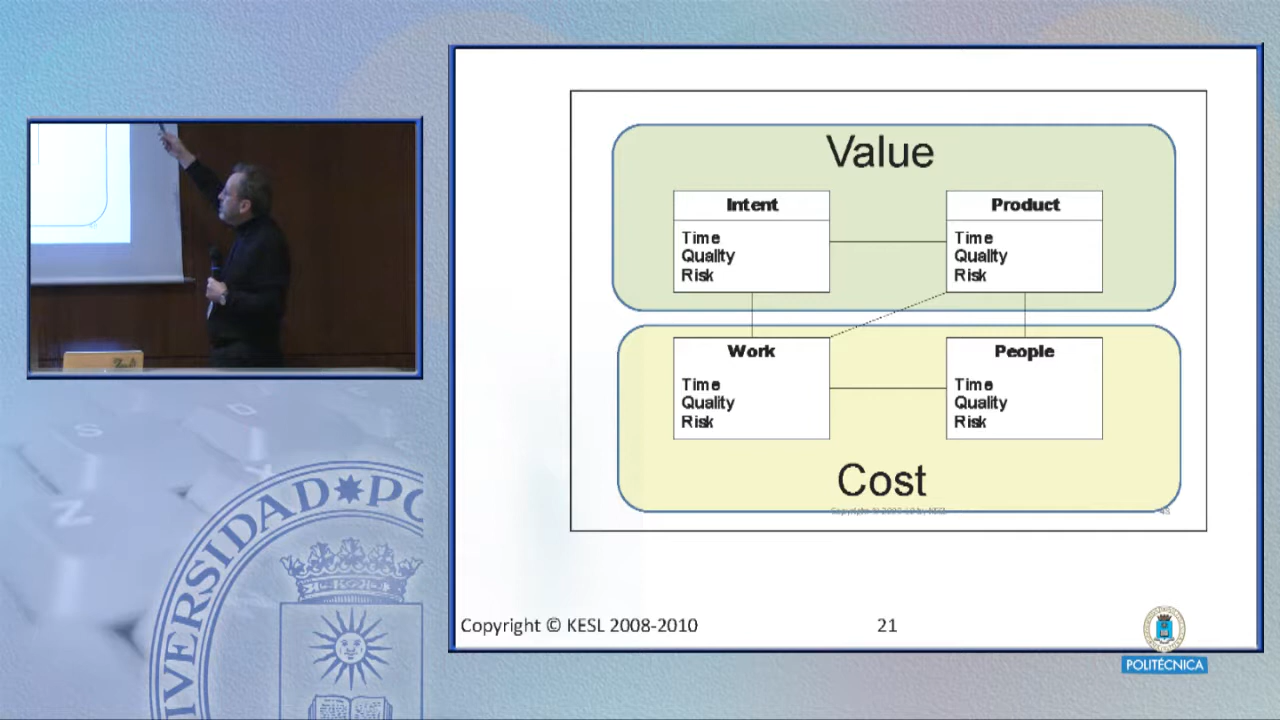 Value
Intent
Time
Quality
Risk
Product
Time
Quality
Risk
Work
Time
Quality
Risk
People
Time
Quality
Risk
Cost
Copyright © KESL 2008-2010
21
POLITÉCNICA